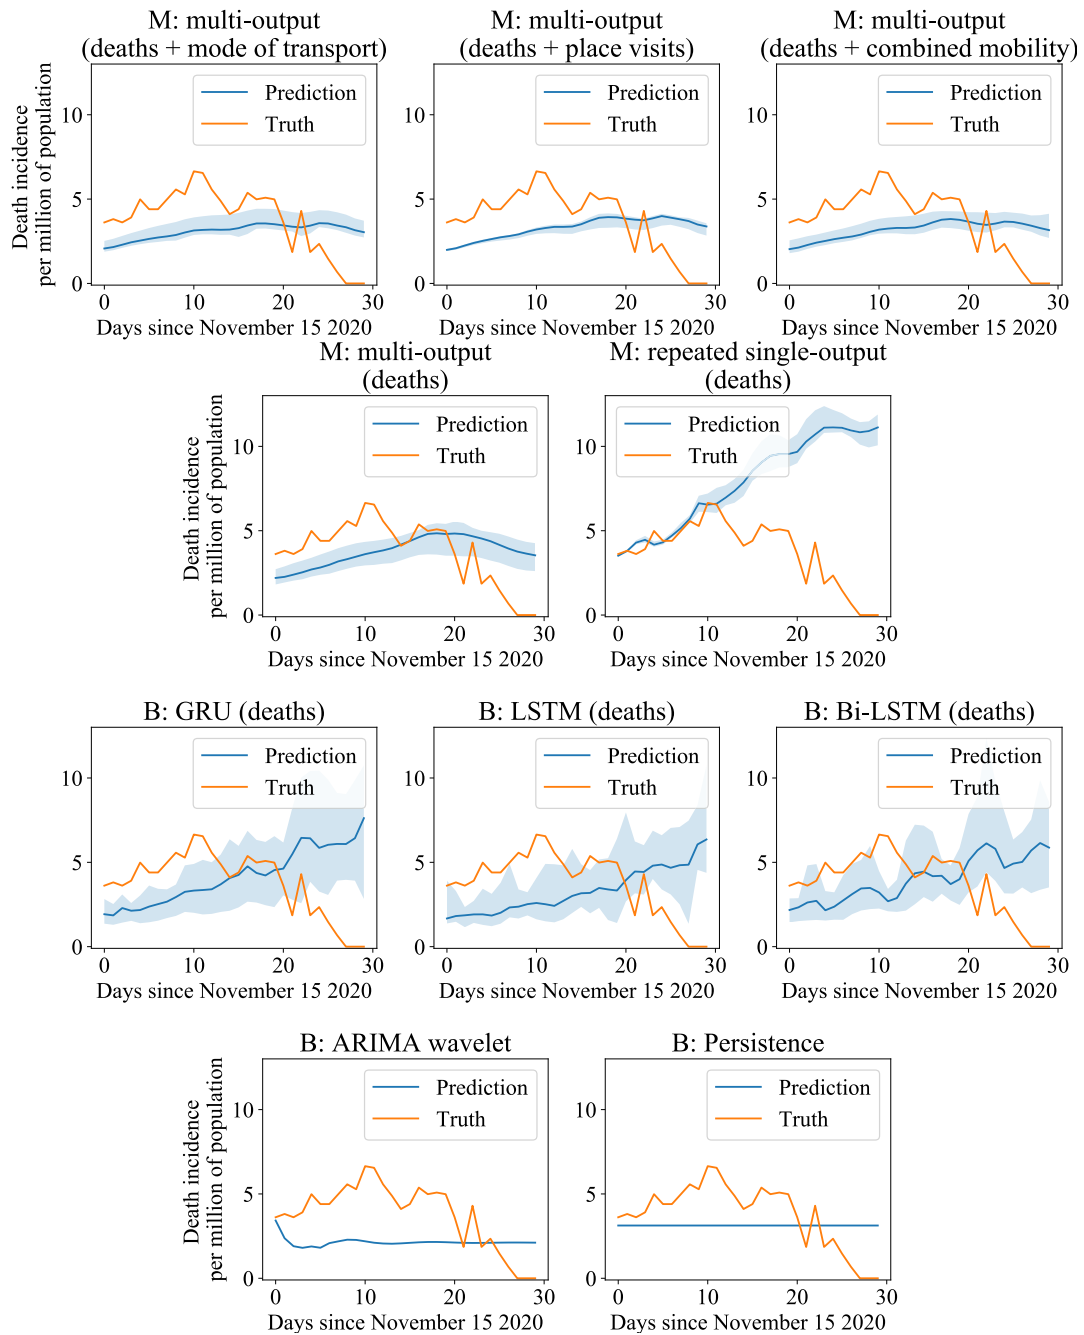 M: multi-output
(deaths + mode of transport)
M: multi-output
(deaths + place visits)
M: multi-output
(deaths + combined mobility)
Death incidence
per million of population
10
5
0
Prediction
Truth
0
10
20
30
Days since November 15 2020
10
5
0
Prediction
Truth
0
10
20
30
Days since November 15 2020
10
5
0
Prediction
Truth
0
10
20
30
Days since November 15 2020
M: multi-output
(deaths)
M: repeated single-output
(deaths)
Death incidence
per million of population
10
5
0
Prediction
Truth
0
10
20
30
Days since November 15 2020
10
5
0
Prediction
Truth
0
10
20
30
Days since November 15 2020
B: GRU (deaths)
B: LSTM (deaths)
B: Bi-LSTM (deaths)
Death incidence
per million of population
10
5
0
Prediction
Truth
0
10
20
30
Days since November 15 2020
10
5
0
Prediction
Truth
0
10
20
30
Days since November 15 2020
10
5
0
Prediction
Truth
0
10
20
30
Days since November 15 2020
B: ARIMA wavelet
B: Persistence
Death incidence
per million of population
10
5
0
Prediction
Truth
0
10
20
30
Days since November 15 2020
10
5
0
Prediction
Truth
0
10
20
30
Days since November 15 2020